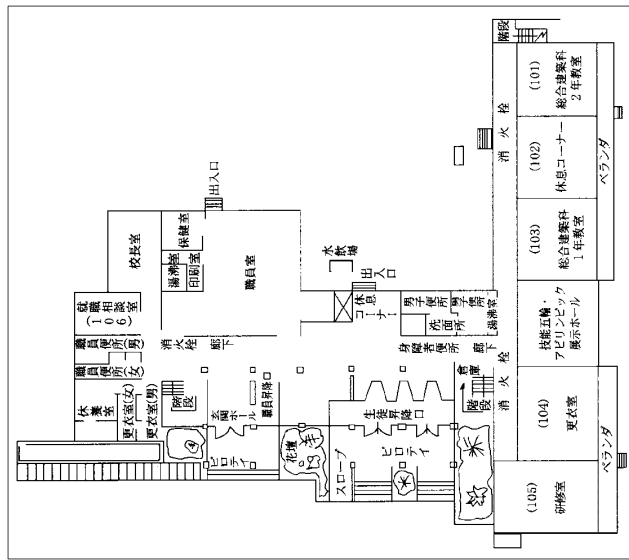 階段
(101)
総合建築科
2年教室
(102)
休息コーナー
(103)
総合建築科
1年教室
技能五輪・
アビリンピック
展示ホール
(104)
更衣室
(105)
研修室
ベランダ
ベランダ
消火栓
消火栓
出入口
校長室
保健室
湯沸室
印刷室
職員室
水飲場
出入口
休息
コーナー
男子便所
男子便所
洗面所
湯沸室
身障者便所
廊下
就職相談室
(106)
職員便所(男)
職員便所(女)
消火栓
廊下
休養室
更衣室(女)
更衣室(男)
階段
玄関ホール
職員昇降口
ピロティ
花壇
スロープ
生徒昇降口
ピロティ
倉庫
階段